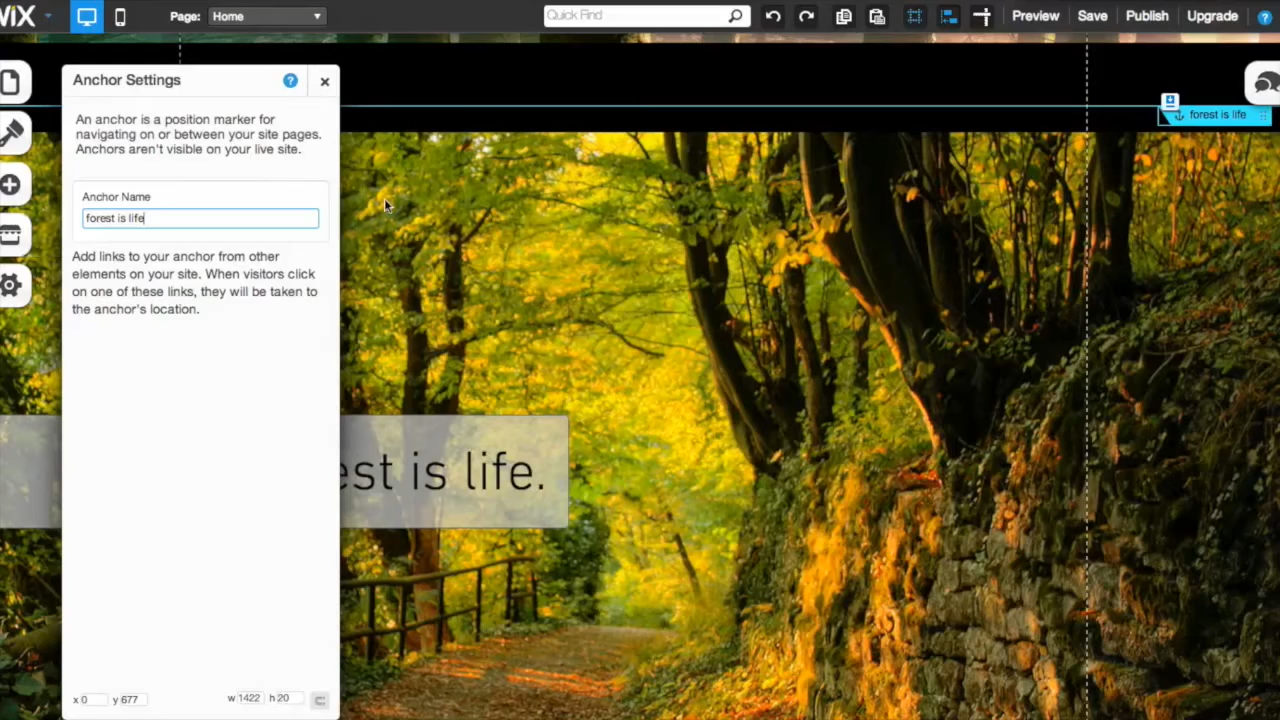 WIX Page: Home Quick Find Preview Save Publish Upgrade ?
Anchor Settings ?
An anchor is a position marker for
navigating on or between your site pages.
Anchors aren't visible on your live site.
Anchor Name
forest is life
Add links to your anchor from other
elements on your site. When visitors click
on one of these links, they will be taken to
the anchor's location.
x 0 y 677 w 1422 h 20
forest is life
est is life.